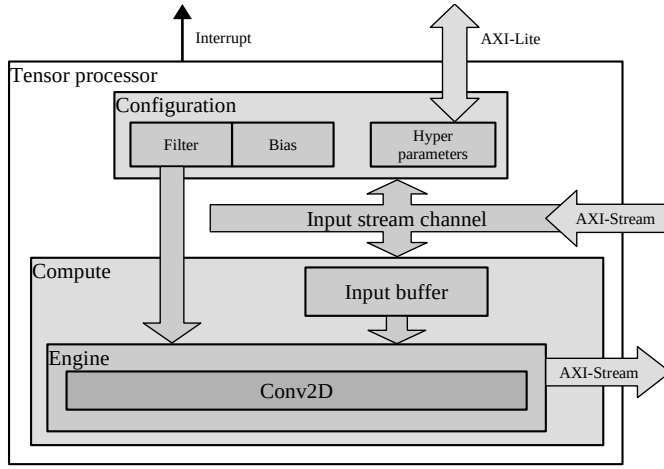 Interrupt
AXI-Lite
Tensor processor
Configuration
Filter
Bias
Hyper
parameters
Input stream channel
AXI-Stream
Compute
Input buffer
Engine
AXI-Stream
Conv2D